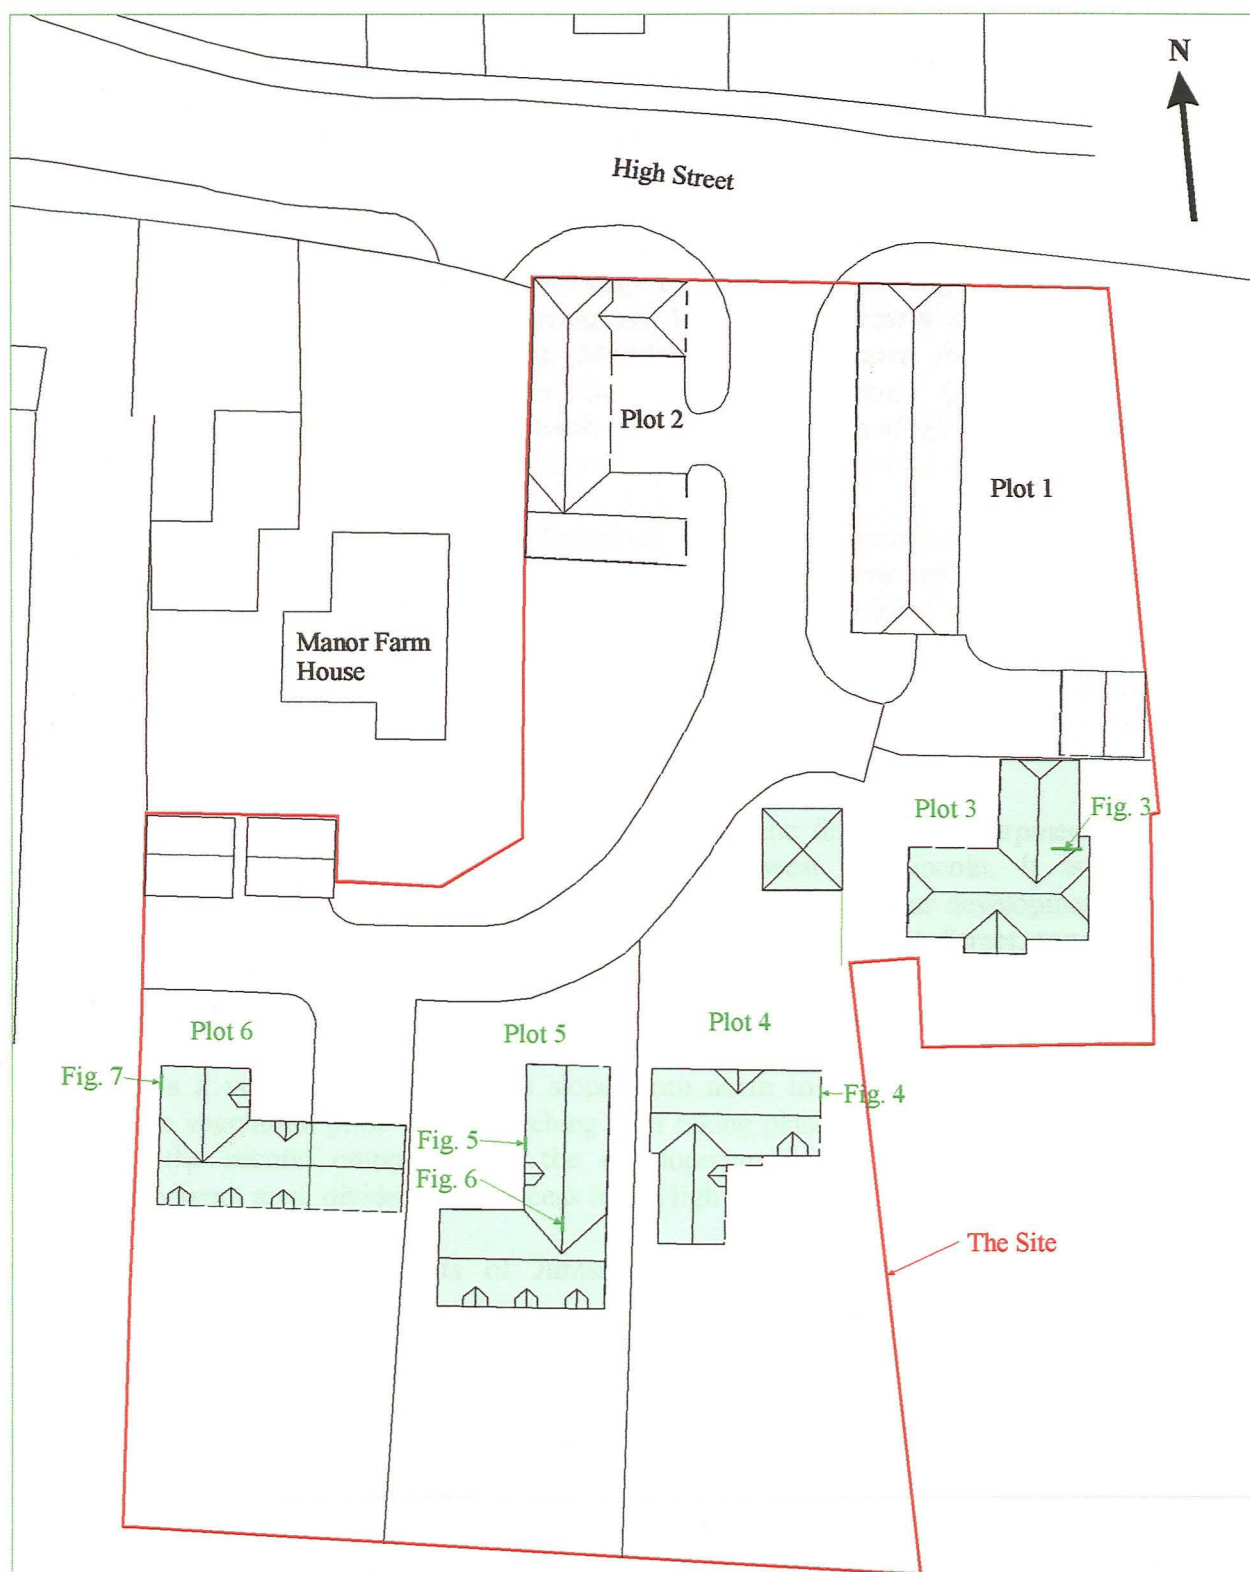 N
High Street
Plot 2
Plot 1
Manor Farm
House
Plot 3
Fig. 3
Plot 6
Plot 5
Plot 4
Fig. 7
Fig. 4
Fig. 5
Fig. 6
The Site